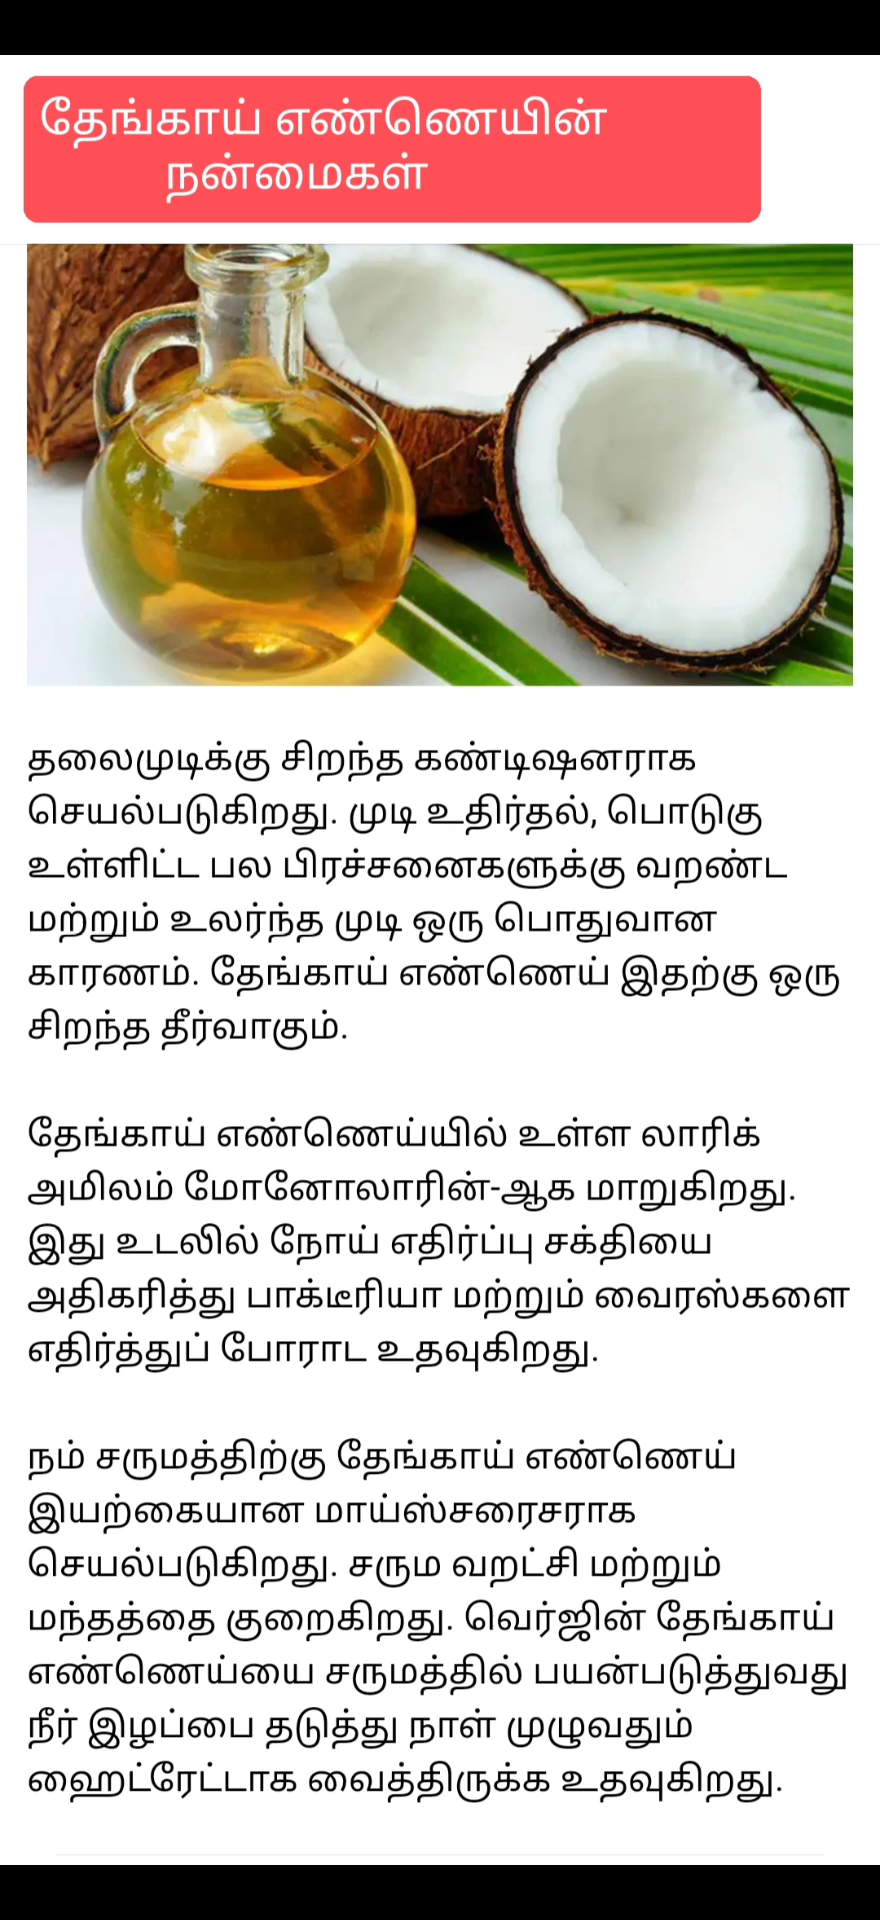 தேங்காய் எண்ணெயின்
நன்மைகள்
தலைமுடிக்கு சிறந்த கண்டிஷனராக
செயல்படுகிறது. முடி உதிர்தல், பொடுகு
உள்ளிட்ட பல பிரச்சனைகளுக்கு வறண்ட
மற்றும் உலர்ந்த முடி ஒரு பொதுவான
காரணம். தேங்காய் எண்ணெய் இதற்கு ஒரு
சிறந்த தீர்வாகும்.
தேங்காய் எண்ணெய்யில் உள்ள லாரிக்
அமிலம் மோனோலாரின்-ஆக மாறுகிறது.
இது உடலில் நோய் எதிர்ப்பு சக்தியை
அதிகரித்து பாக்டீரியா மற்றும் வைரஸ்களை
எதிர்த்துப் போராட உதவுகிறது.
நம் சருமத்திற்கு தேங்காய் எண்ணெய்
இயற்கையான மாய்ஸ்சரைசராக
செயல்படுகிறது. சரும வறட்சி மற்றும்
மந்தத்தை குறைகிறது. வெர்ஜின் தேங்காய்
எண்ணெய்யை சருமத்தில் பயன்படுத்துவது
நீர் இழப்பை தடுத்து நாள் முழுவதும்
ஹைட்ரேட்டாக வைத்திருக்க உதவுகிறது.